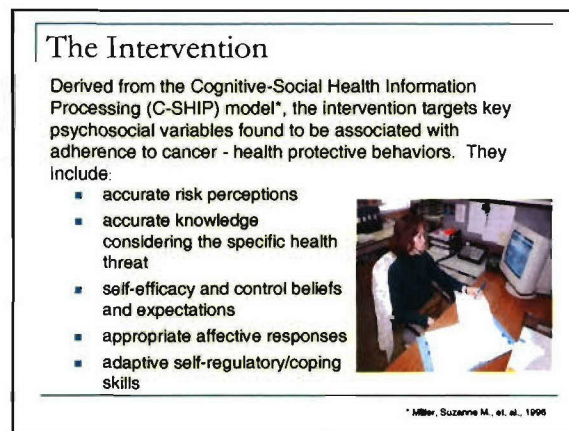 The Intervention
Derived from the Cognitive-Social Health Information
Processing (C-SHIP) model*, the intervention targets key
psychosocial variables found to be associated with
adherence to cancer - health protective behaviors. They
include:
accurate risk perceptions
accurate knowledge
considering the specific health
threat
self-efficacy and control beliefs
and expectations
appropriate affective responses
adaptive self-regulatory/coping
skills
* Miller, Suzanne M., et. al., 1996